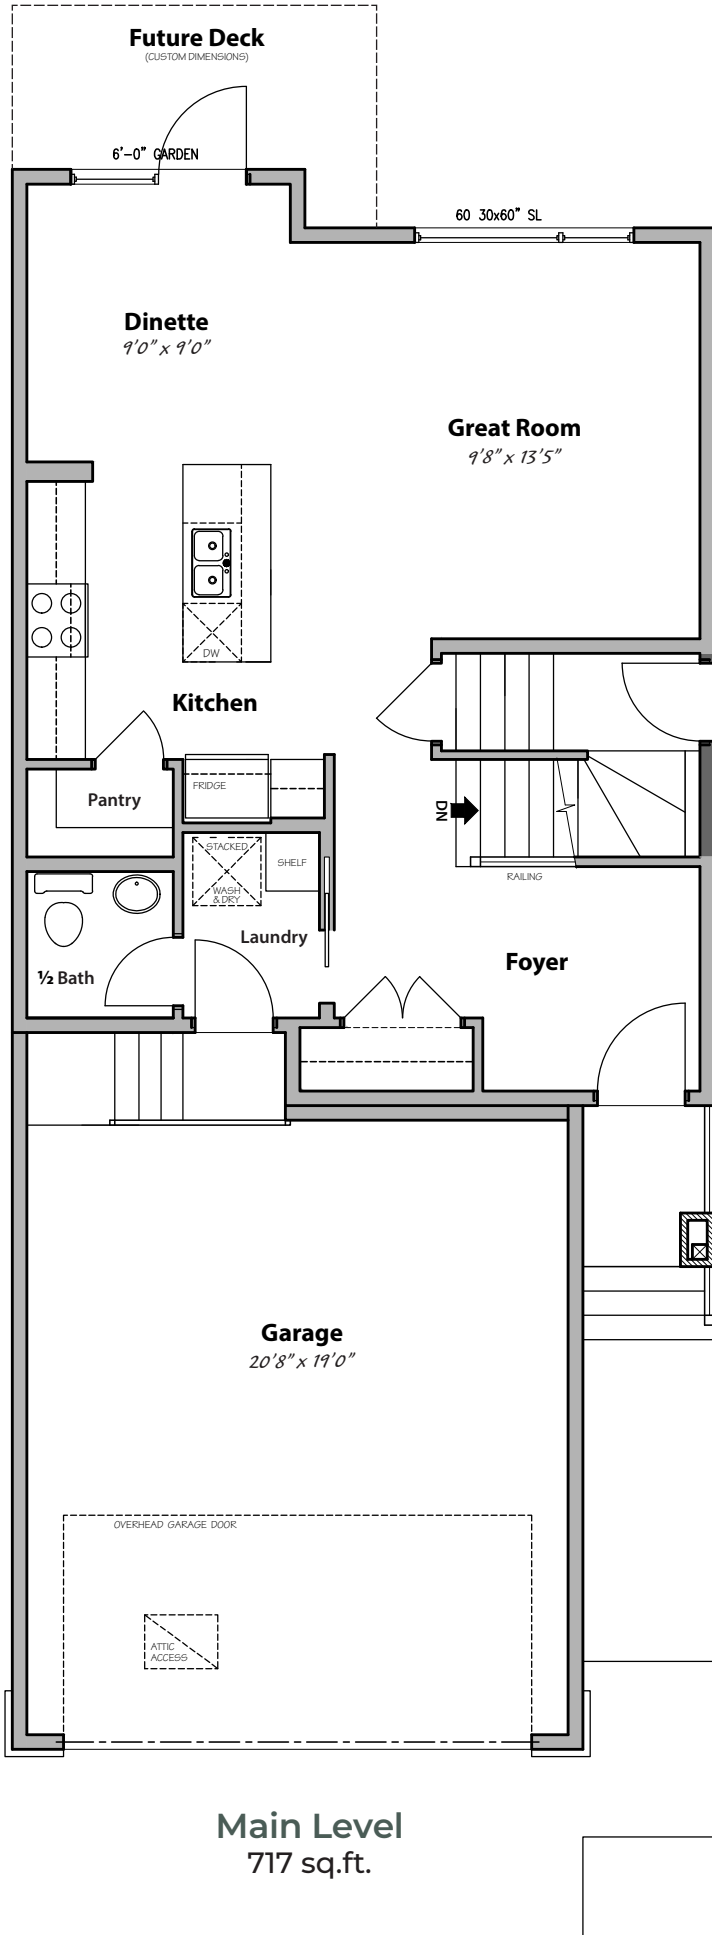 Future Deck
(CUSTOM DIMENSIONS)
6'-0" GARDEN
60 30x60" SL
Dinette
9'0" x 9'0"
Great Room
9'8" x 13'5"
DW
Kitchen
Pantry
FRIDGE
DN
STACKED
WASH
& DRY
SHELF
RAILING
Laundry
Foyer
½ Bath
Garage
20'8" x 19'0"
OVERHEAD GARAGE DOOR
ATTIC
ACCESS
Main Level
717 sq.ft.